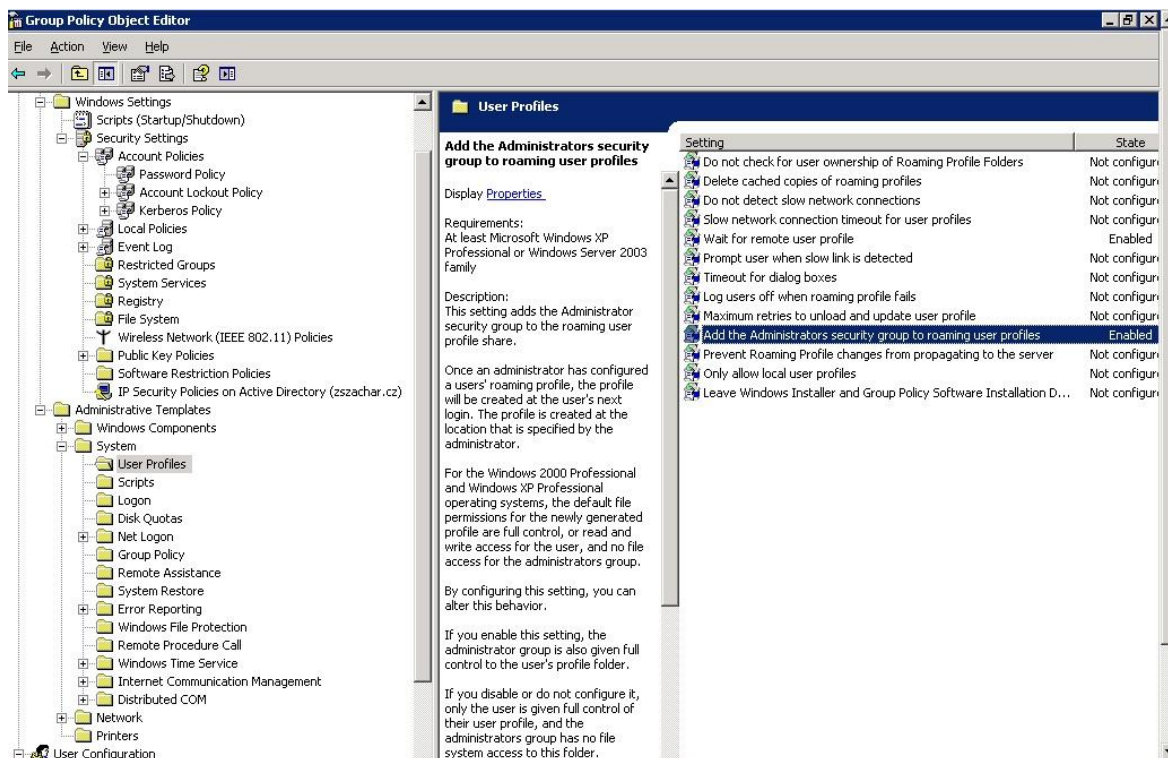 Group Policy Object Editor
File Action View Help
Windows Settings
Scripts (Startup/Shutdown)
Security Settings
Account Policies
Password Policy
Account Lockout Policy
Kerberos Policy
Local Policies
Event Log
Restricted Groups
System Services
Registry
File System
Wireless Network (IEEE 802.11) Policies
Public Key Policies
Software Restriction Policies
IP Security Policies on Active Directory (zszachar.cz)
Administrative Templates
Windows Components
System
User Profiles
Scripts
Logon
Disk Quotas
Net Logon
Group Policy
Remote Assistance
System Restore
Error Reporting
Windows File Protection
Remote Procedure Call
Windows Time Service
Internet Communication Management
Distributed COM
Network
Printers
User Configuration
User Profiles
Add the Administrators security
group to roaming user profiles
Display Properties
Requirements:
At least Microsoft Windows XP
Professional or Windows Server 2003
family
Description:
This setting adds the Administrator
security group to the roaming user
profile share.
Once an administrator has configured
a users' roaming profile, the profile
will be created at the user's next
login. The profile is created at the
location that is specified by the
administrator.
For the Windows 2000 Professional
and Windows XP Professional
operating systems, the default file
permissions for the newly generated
profile are full control, or read and
write access for the user, and no file
access for the administrators group.
By configuring this setting, you can
alter this behavior.
If you enable this setting, the
administrator group is also given full
control to the user's profile folder.
If you disable or do not configure it,
only the user is given full control of
their user profile, and the
administrators group has no file
system access to this folder.
Setting State
Do not check for user ownership of Roaming Profile Folders Not configur
Delete cached copies of roaming profiles Not configur
Do not detect slow network connections Not configur
Slow network connection timeout for user profiles Not configur
Wait for remote user profile Enabled
Prompt user when slow link is detected Not configur
Timeout for dialog boxes Not configur
Log users off when roaming profile fails Not configur
Maximum retries to unload and update user profile Not configur
Add the Administrators security group to roaming user profiles Enabled
Prevent Roaming Profile changes from propagating to the server Not configur
Only allow local user profiles Not configur
Leave Windows Installer and Group Policy Software Installation D... Not configur